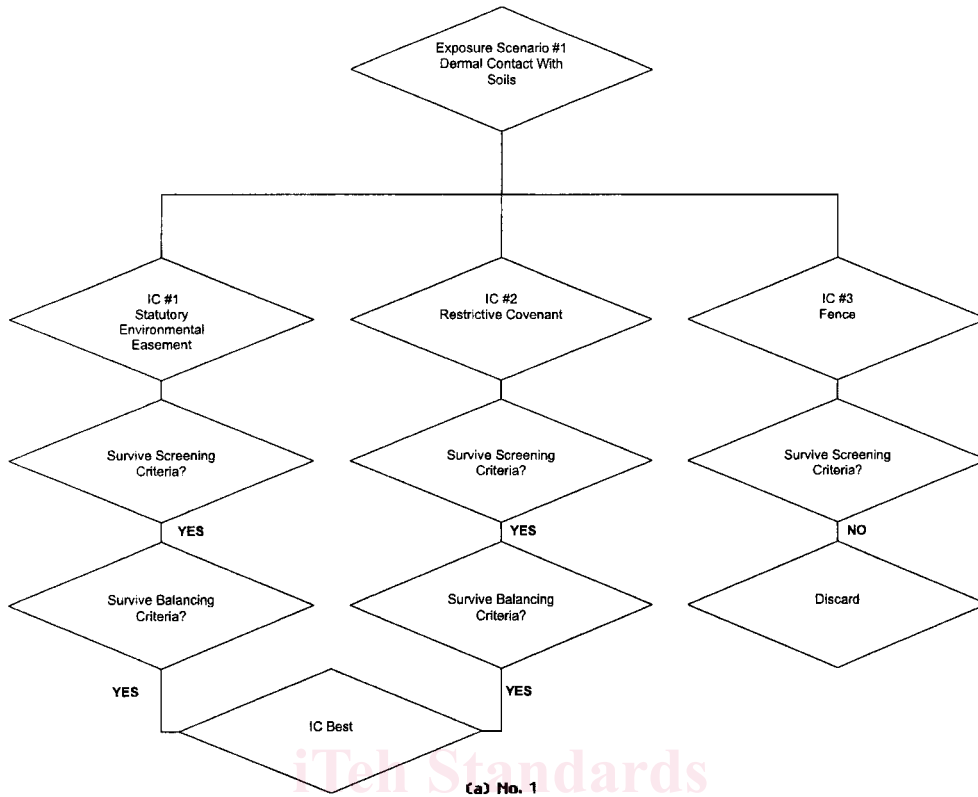 Exposure Scenario #1
Dermal Contact With
Soils
IC #1
Statutory
Environmental
Easement
IC #2
Restrictive Covenant
IC #3
Fence
Survive Screening
Criteria?
Survive Screening
Criteria?
Survive Screening
Criteria?
YES
YES
NO
Survive Balancing
Criteria?
Survive Balancing
Criteria?
Discard
YES
YES
IC Best
iTeh Standards
(a) No. 1